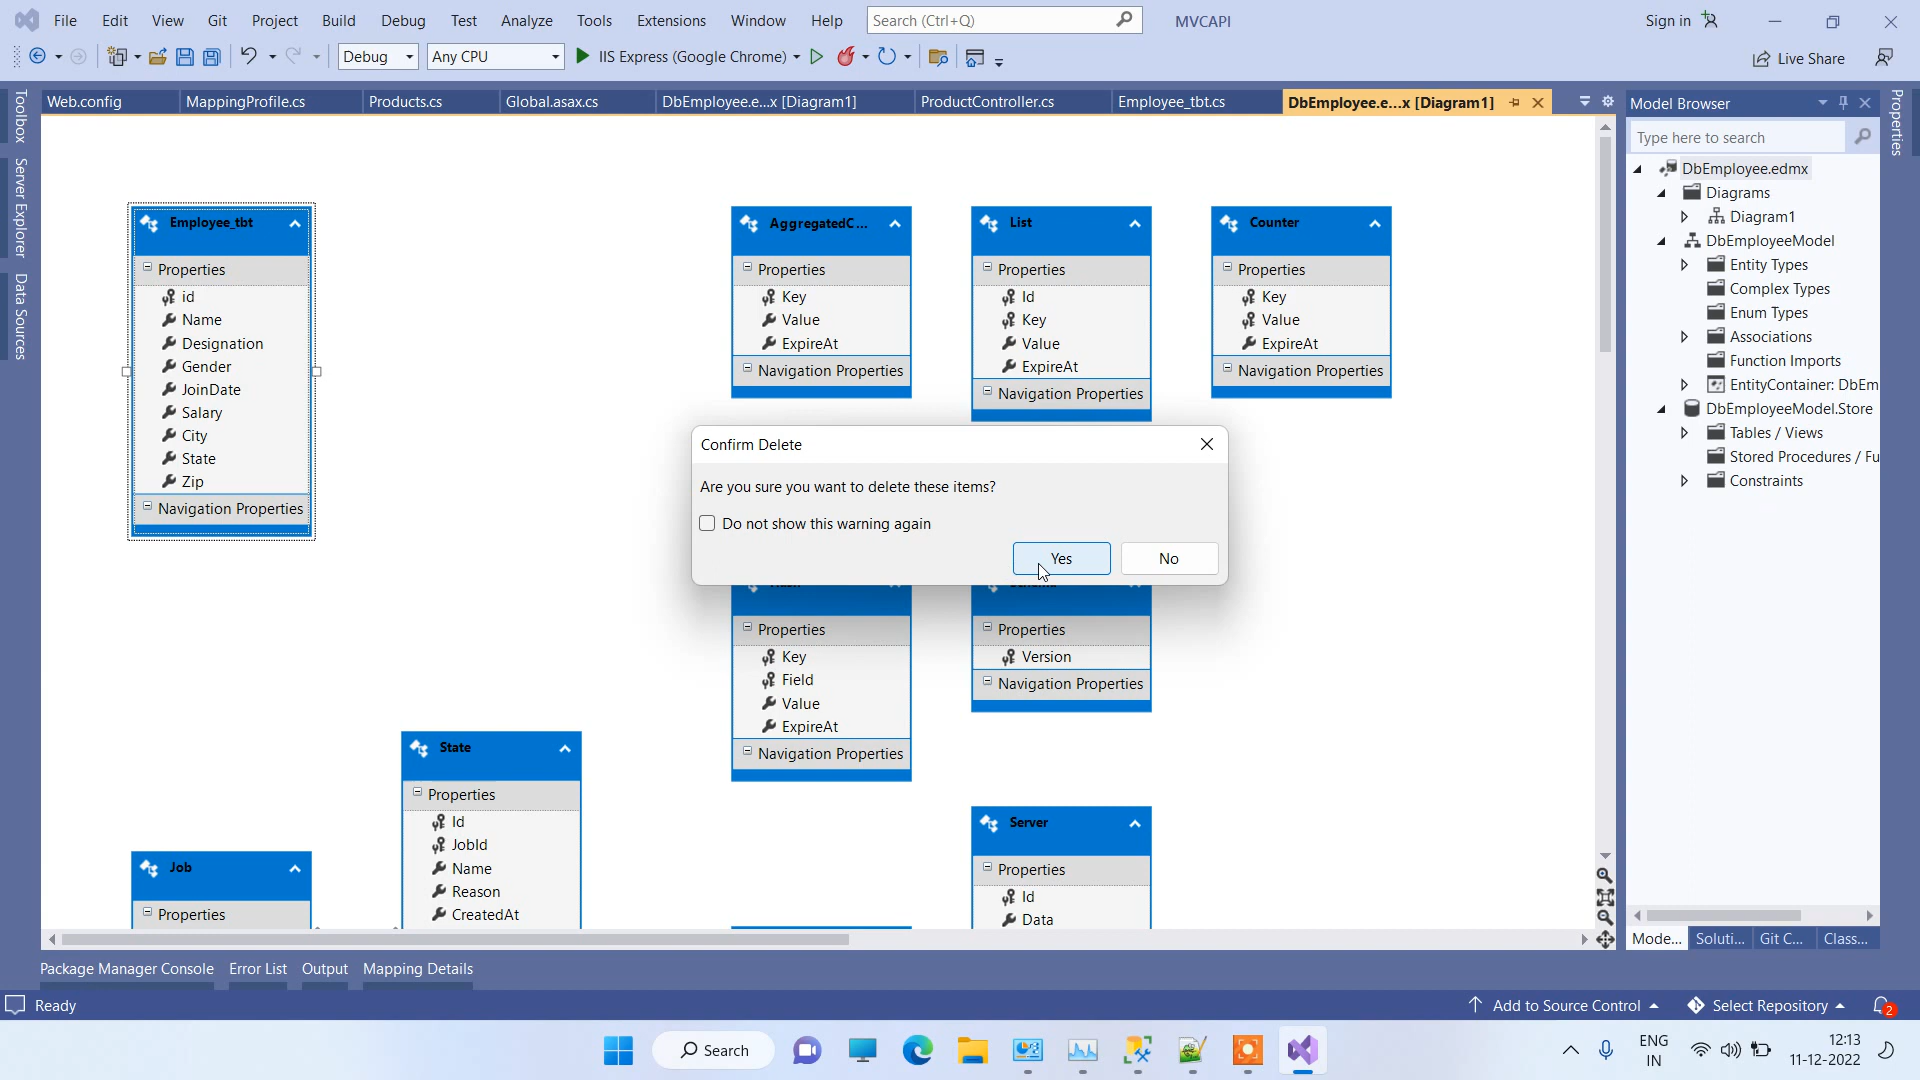 File Edit View Git Project Build Debug Test Analyze Tools Extensions Window Help Search (Ctrl+Q) MVCAPI Sign in
Debug Any CPU IIS Express (Google Chrome) Live Share
Web.config MappingProfile.cs Products.cs Global.asax.cs DbEmployee.e...x [Diagram1] ProductController.cs Employee_tbt.cs DbEmployee.e...x [Diagram1]
Toolbox
Server Explorer
Data Sources
Employee_tbt
Properties
id
Name
Designation
Gender
JoinDate
Salary
City
State
Zip
Navigation Properties
AggregatedC...
Properties
Key
Value
ExpireAt
Navigation Properties
List
Properties
Id
Key
Value
ExpireAt
Navigation Properties
Counter
Properties
Key
Value
ExpireAt
Navigation Properties
Confirm Delete
Are you sure you want to delete these items?
Do not show this warning again
Yes No
Properties
Key
Field
Value
ExpireAt
Navigation Properties
Properties
Version
Navigation Properties
State
Properties
Id
JobId
Name
Reason
CreatedAt
Job
Properties
Server
Properties
Id
Data
Model Browser
Type here to search
DbEmployee.edmx
Diagrams
Diagram1
DbEmployeeModel
Entity Types
Complex Types
Enum Types
Associations
Function Imports
EntityContainer: DbEm
DbEmployeeModel.Store
Tables / Views
Stored Procedures / Fu
Constraints
Mode... Soluti... Git C... Class...
Properties
Package Manager Console Error List Output Mapping Details
Ready Add to Source Control Select Repository 2
Search
ENG
IN
12:13
11-12-2022